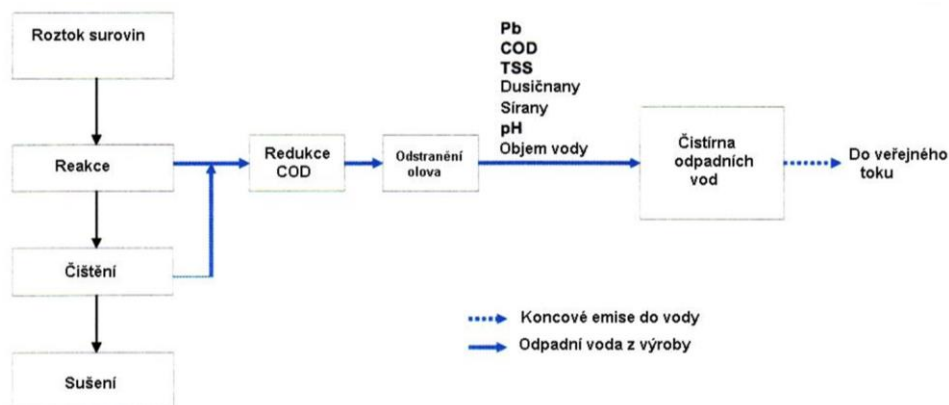 Roztok surovin
Reakce
Čištění
Sušení
Redukce
COD
Odstranění
olova
Pb
COD
TSS
Dusičnany
Sírany
pH
Objem vody
Čistírna
odpadních
vod
Do veřejného
toku
Koncové emise do vody
Odpadní voda z výroby